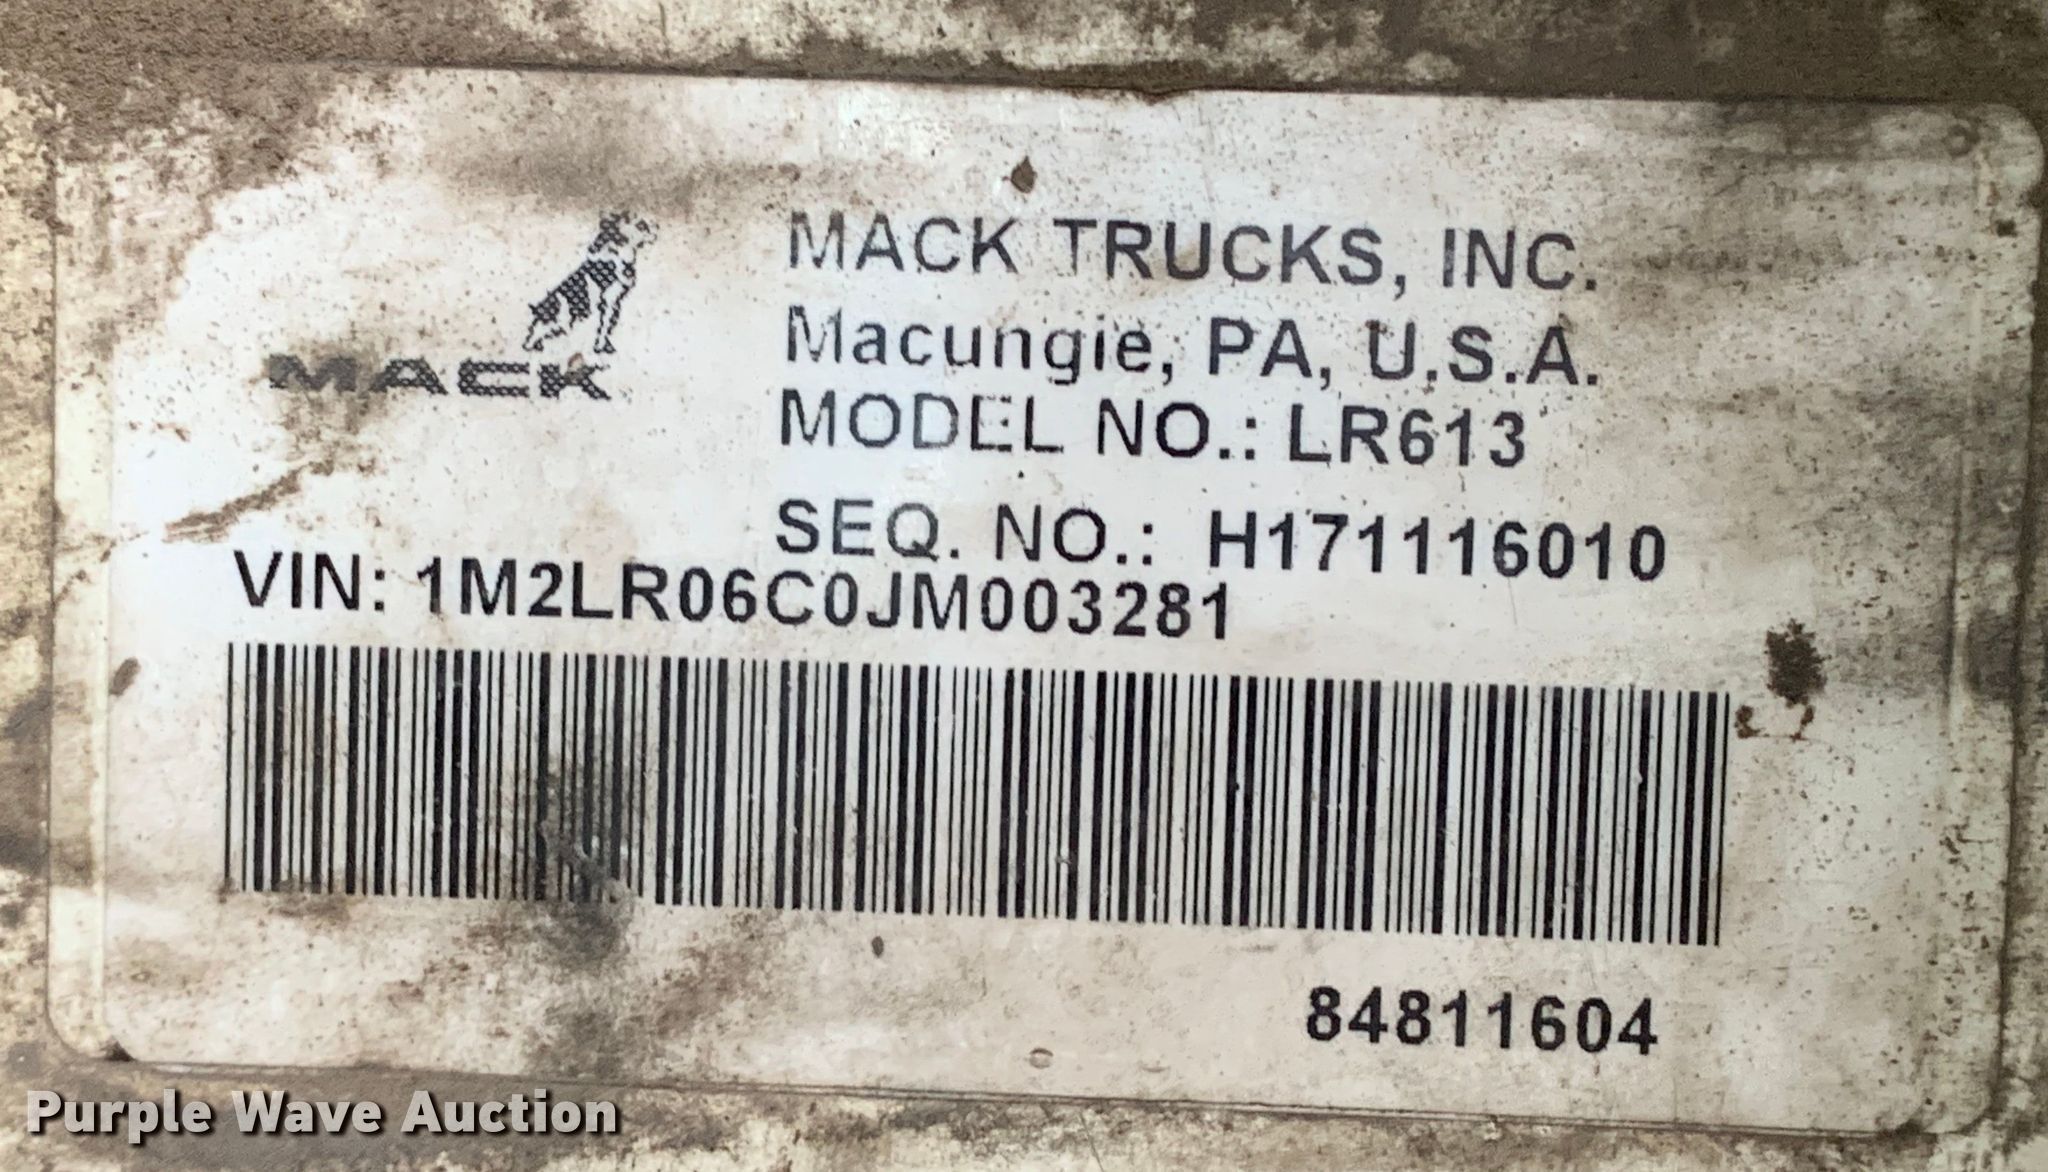 MACK TRUCKS, INC.
Macungie, PA, U.S.A.
MACK
MODEL NO.: LR613
SEQ. NO.: H171116010
VIN: 1M2LR06C0JM003281
84811604
Purple Wave Auction